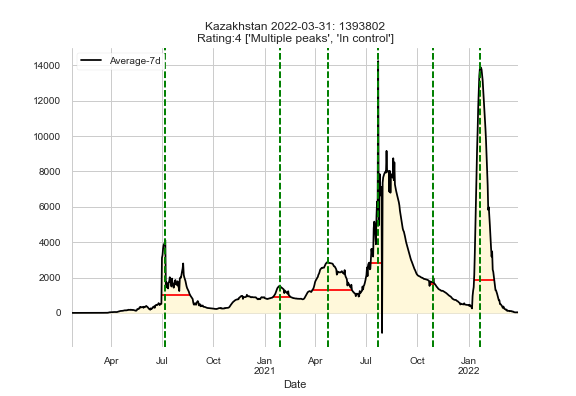 Kazakhstan 2022-03-31: 1393802
Rating:4 ['Multiple peaks', 'In control']
Average-7d
14000
12000
10000
8000
6000
4000
2000
0
Apr Jul Oct Jan Apr Jul Oct Jan
2021 2022
Date